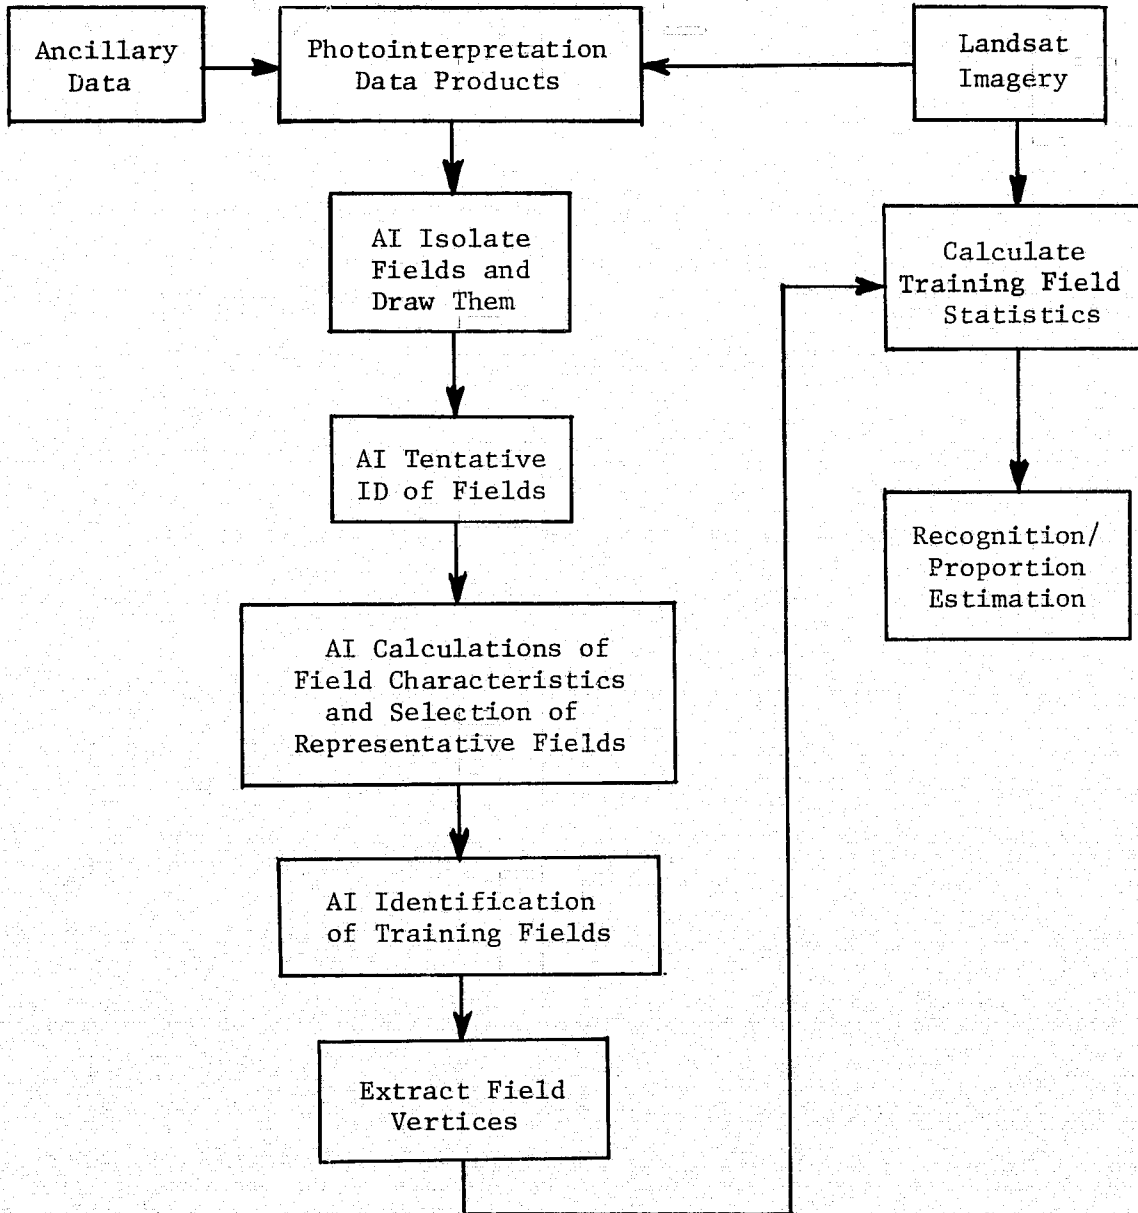 Ancillary
Data
Photointerpretation
Data Products
Landsat
Imagery
AI Isolate
Fields and
Draw Them
Calculate
Training Field
Statistics
AI Tentative
ID of Fields
Recognition/
Proportion
Estimation
AI Calculations of
Field Characteristics
and Selection of
Representative Fields
AI Identification
of Training Fields
Extract Field
Vertices